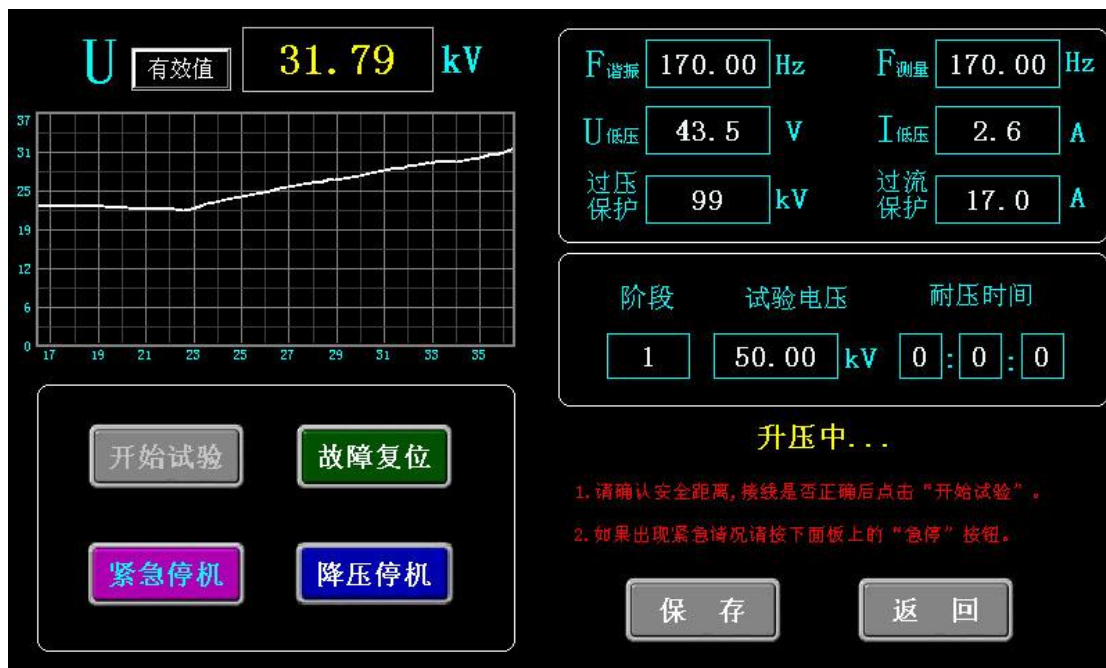 U 有效值 31.79 kV
37
31
25
19
12
6
0
17 19 21 23 25 27 29 31 33 35
F谐振 170.00 Hz F测量 170.00 Hz
U低压 43.5 V I低压 2.6 A
过压保护 99 kV 过流保护 17.0 A
阶段 试验电压 耐压时间
1 50.00 kV 0:0:0
升压中...
1.请确认安全距离,接线是否正确后点击“开始试验”。
2.如果出现紧急情况请按下面板上的“急停”按钮。
开始试验 故障复位
紧急停机 降压停机
保 存 返 回